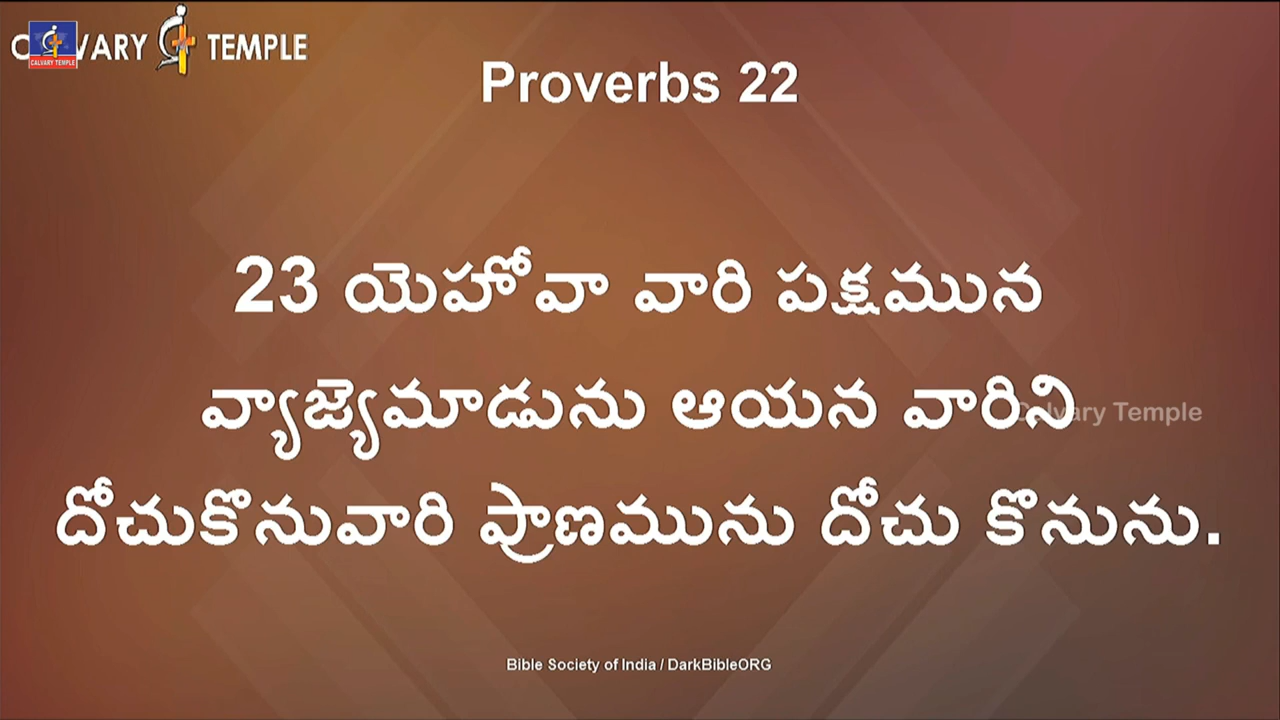 CALVARY TEMPLE
CALVARY TEMPLE
Proverbs 22
23 యెహోవా వారి పక్షమున
వ్యాజ్యెమాడును ఆయన వారిని
Calvary Temple
దోచుకొనువారి ప్రాణమును దోచు కొనును.
Bible Society of India / DarkBibleORG